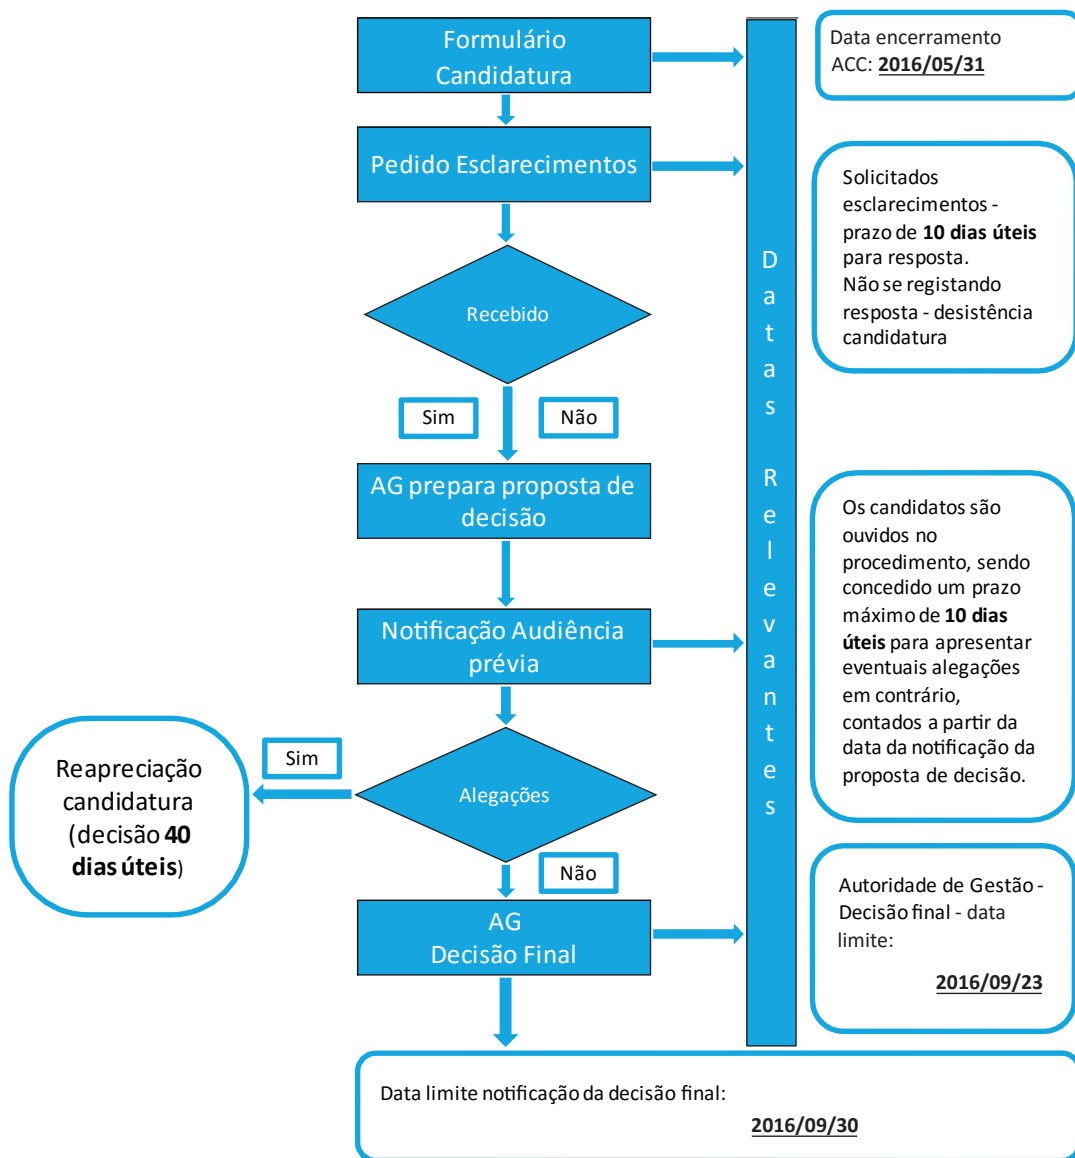 Formulário
Candidatura
Data encerramento
ACC: 2016/05/31
Pedido Esclarecimentos
Solicitados
esclarecimentos -
prazo de 10 dias úteis
para resposta.
Não se registando
resposta - desistência
candidatura
Recebido
Sim
Não
AG prepara proposta de
decisão
Datas Relevantes
Os candidatos são
ouvidos no
procedimento, sendo
concedido um prazo
máximo de 10 dias
úteis para apresentar
eventuais alegações
em contrário,
contados a partir da
data da notificação da
proposta de decisão.
Notificação Audiência
prévia
Sim
Reapreciação
candidatura
(decisão 40
dias úteis)
Alegações
Não
AG
Decisão Final
Autoridade de Gestão -
Decisão final - data
limite:
2016/09/23
Data limite notificação da decisão final:
2016/09/30